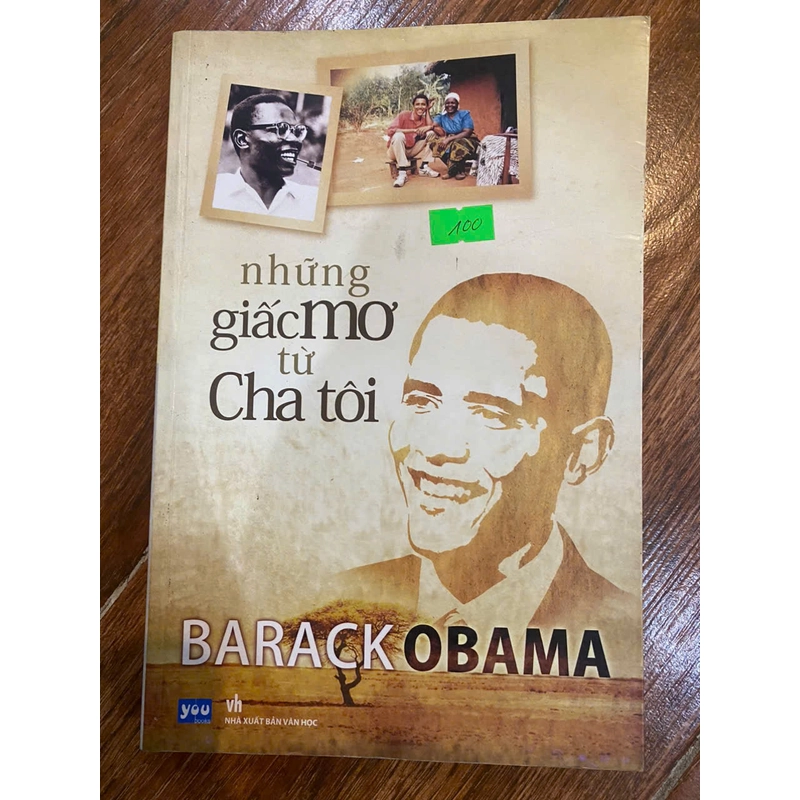 100
những
giấc mơ
từ
Cha tôi
BARACK OBAMA
you
books
vh
NHÀ XUẤT BẢN VĂN HỌC